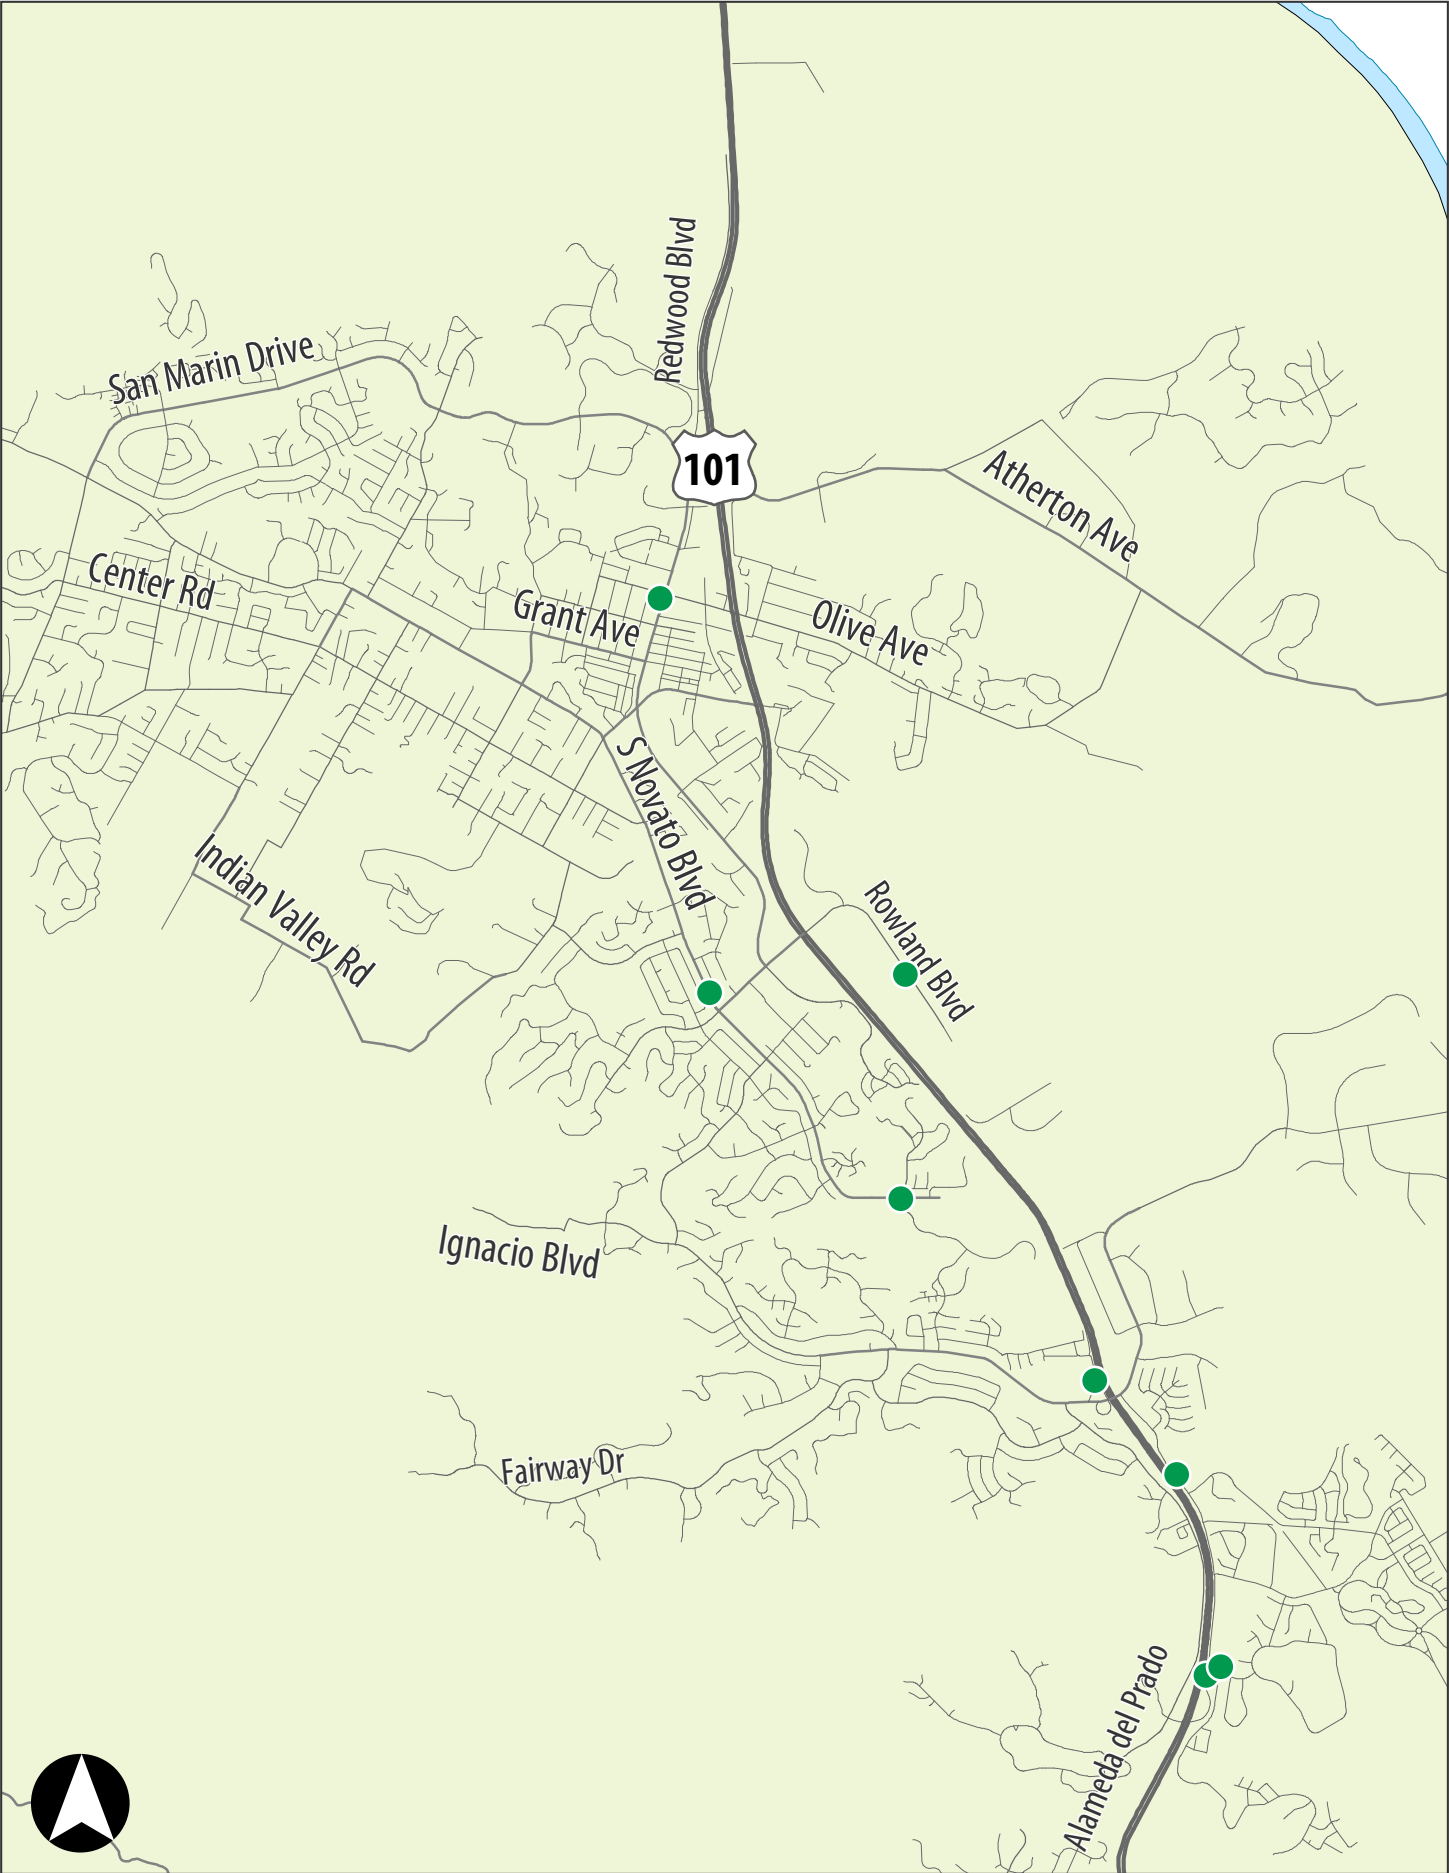 Redwood Blvd
San Marin Drive
101
Atherton Ave
Center Rd
Grant Ave
Olive Ave
S Novato Blvd
Indian Valley Rd
Rowland Blvd
Ignacio Blvd
Fairway Dr
Alameda del Prado